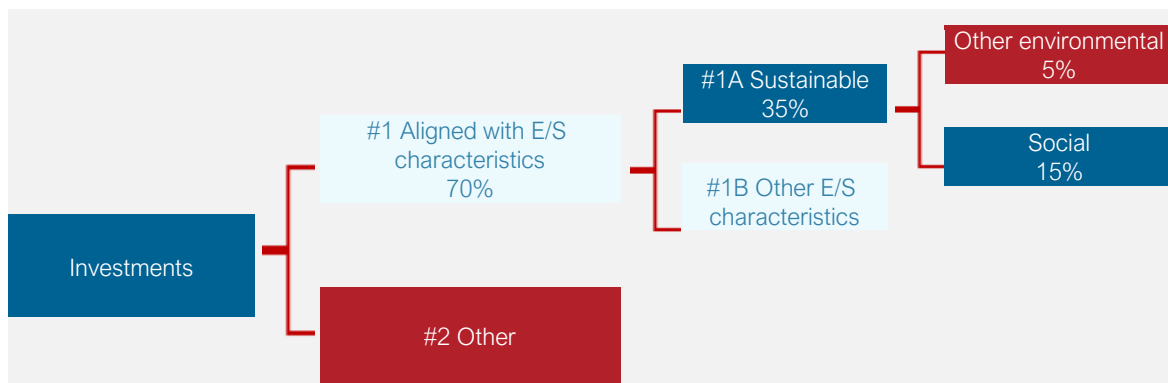 Investments
#1 Aligned with E/S
characteristics
70%
#2 Other
#1A Sustainable
35%
#1B Other E/S
characteristics
Other environmental
5%
Social
15%